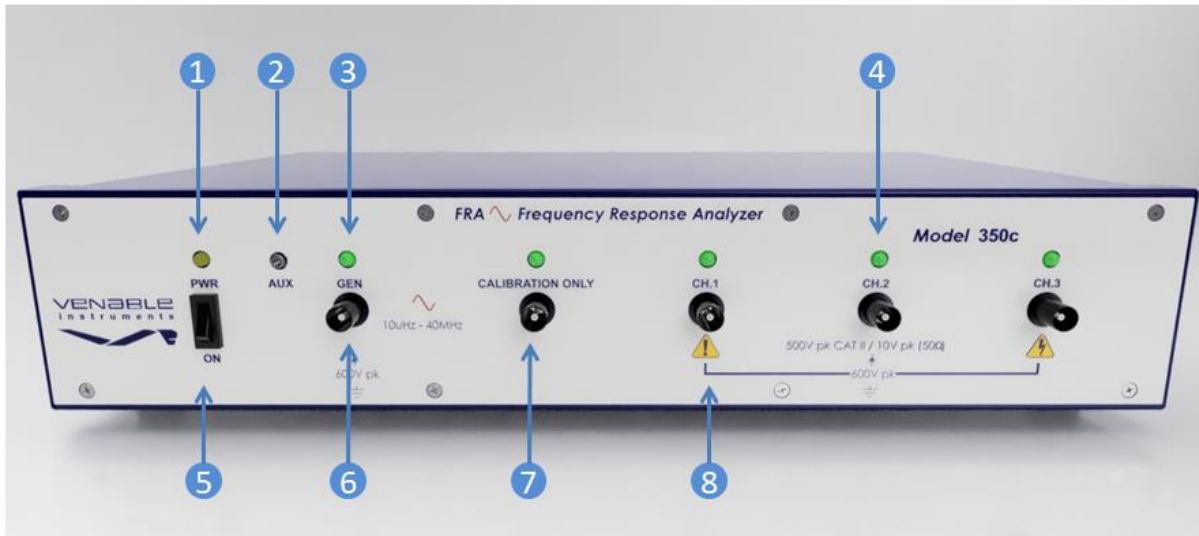 1 2 3 4
FRA Frequency Response Analyzer
Model 350c
PWR AUX GEN CALIBRATION ONLY CH.1 CH.2 CH.3
VENABLE
instruments
10uHz - 40MHz
ON
500V pk CAT II / 10V pk (50Ω)
600V pk
600V pk
5 6 7 8